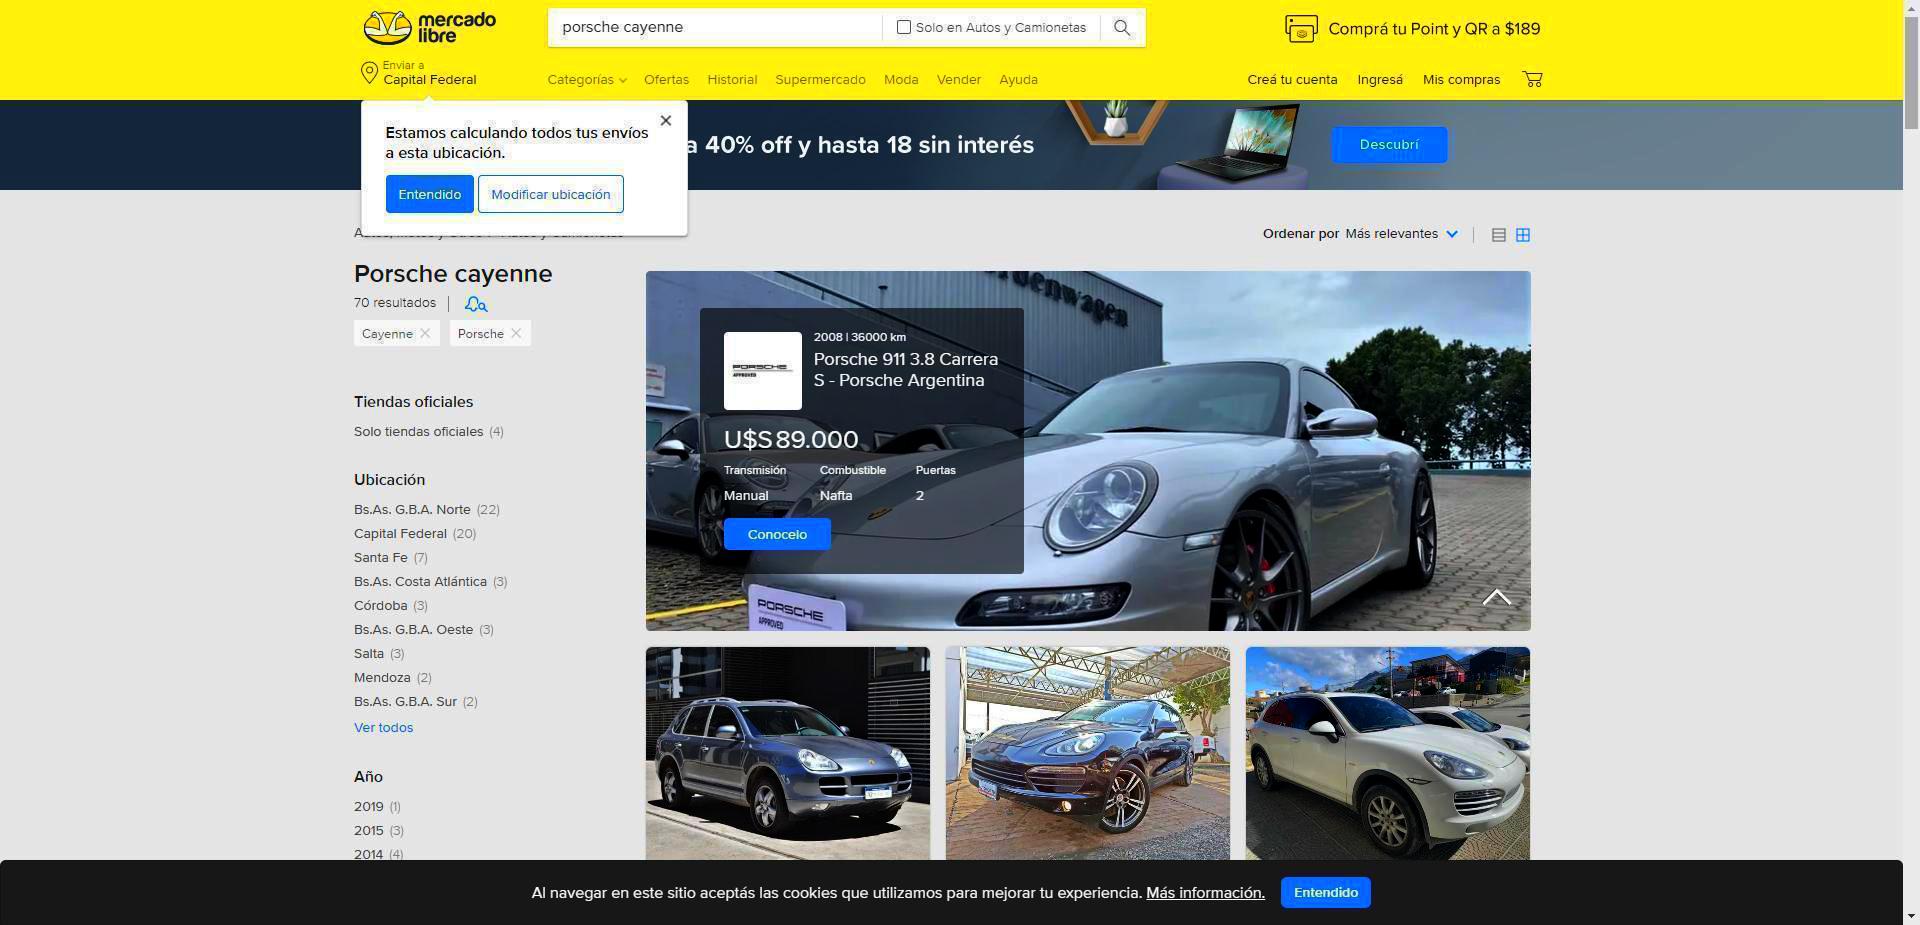 mercado
libre
porsche cayenne
Solo en Autos y Camionetas
Comprá tu Point y QR a $189
Enviar a
Capital Federal
Categorías
Ofertas
Historial
Supermercado
Moda
Vender
Ayuda
Creá tu cuenta
Ingresá
Mis compras
Estamos calculando todos tus envíos
a esta ubicación.
Entendido
Modificar ubicación
a 40% off y hasta 18 sin interés
Descubrí
Ordenar por Más relevantes
Porsche cayenne
70 resultados
Cayenne
Porsche
Tiendas oficiales
Solo tiendas oficiales (4)
Ubicación
Bs.As. G.B.A. Norte (22)
Capital Federal (20)
Santa Fe (7)
Bs.As. Costa Atlántica (3)
Córdoba (3)
Bs.As. G.B.A. Oeste (3)
Salta (3)
Mendoza (2)
Bs.As. G.B.A. Sur (2)
Ver todos
Año
2019 (1)
2015 (3)
2014 (4)
PORSCHE
APPROVED
2008 | 36000 km
Porsche 911 3.8 Carrera
S - Porsche Argentina
U$S 89.000
Transmisión
Combustible
Puertas
Manual
Nafta
2
Conocelo
PORSCHE
APPROVED
Al navegar en este sitio aceptás las cookies que utilizamos para mejorar tu experiencia. Más información.
Entendido